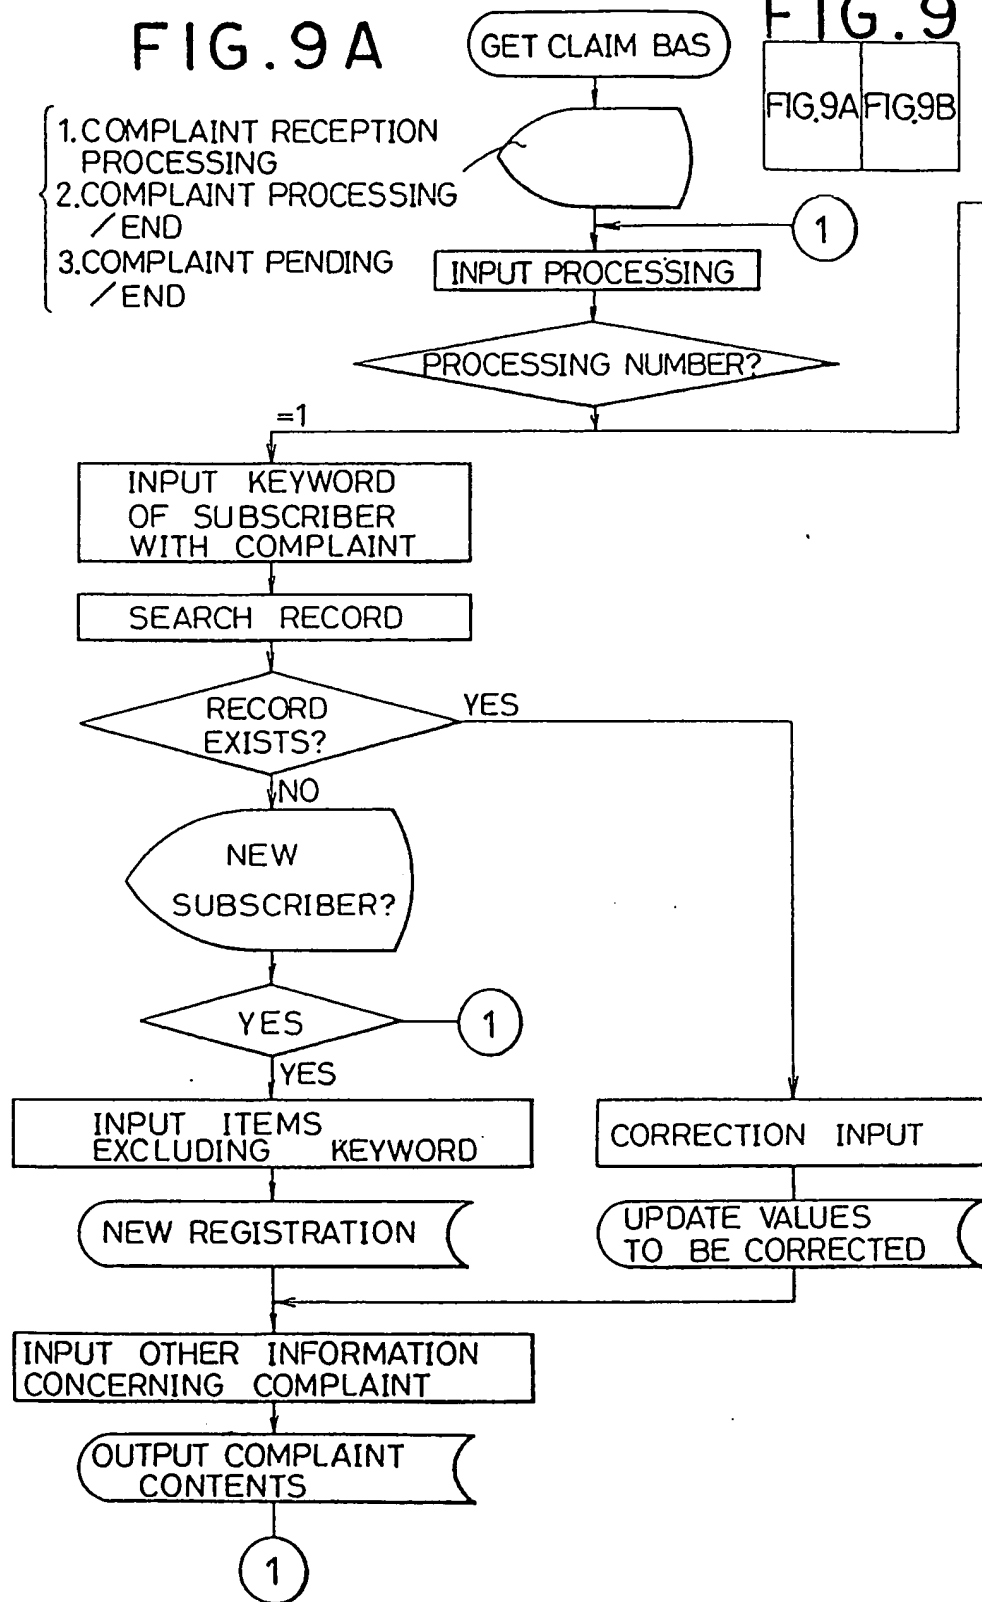 FIG.9A
GET CLAIM BAS
FIG.9
FIG.9A
FIG.9B
1.COMPLAINT RECEPTION
PROCESSING
2.COMPLAINT PROCESSING
/END
3.COMPLAINT PENDING
/END
1
INPUT PROCESSING
PROCESSING NUMBER?
=1
INPUT KEYWORD
OF SUBSCRIBER
WITH COMPLAINT
SEARCH RECORD
RECORD
EXISTS?
YES
NO
NEW
SUBSCRIBER?
YES
1
YES
INPUT ITEMS
EXCLUDING KEYWORD
CORRECTION INPUT
NEW REGISTRATION
UPDATE VALUES
TO BE CORRECTED
INPUT OTHER INFORMATION
CONCERNING COMPLAINT
OUTPUT COMPLAINT
CONTENTS
1